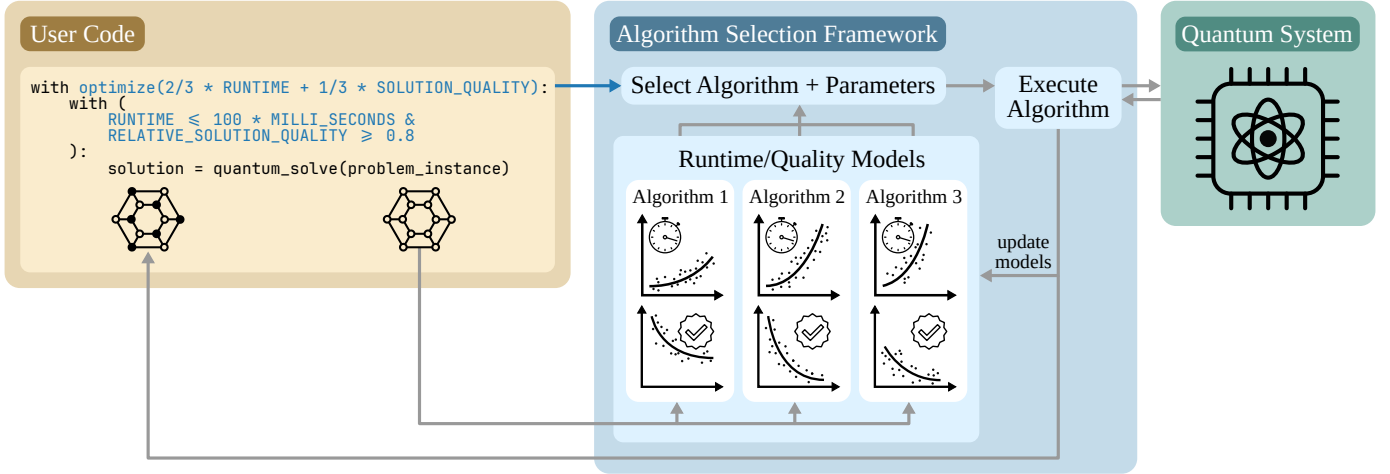 User Code
with optimize(2/3 * RUNTIME + 1/3 * SOLUTION_QUALITY):
with (
RUNTIME ⩽ 100 * MILLI_SECONDS &
RELATIVE_SOLUTION_QUALITY ⩾ 0.8
):
solution = quantum_solve(problem_instance)
Algorithm Selection Framework
Select Algorithm + Parameters
Execute
Algorithm
Runtime/Quality Models
Algorithm 1
Algorithm 2
Algorithm 3
update
models
Quantum System